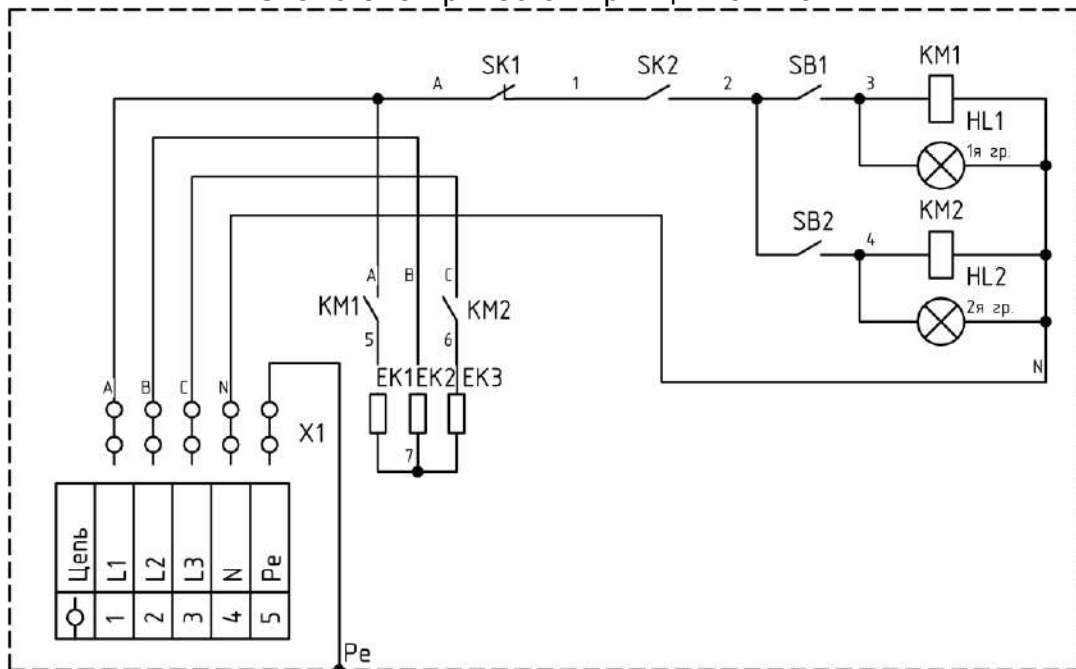 KM1
SK1
SK2
SB1
A
1
2
3
HL1
1я гр.
KM2
SB2
4
HL2
2я гр.
A
B
C
KM1
KM2
N
5
6
EK1
EK2
EK3
A
B
C
N
X1
7
Цепь
L1
L2
L3
N
Pe
1
2
3
4
5
Pe